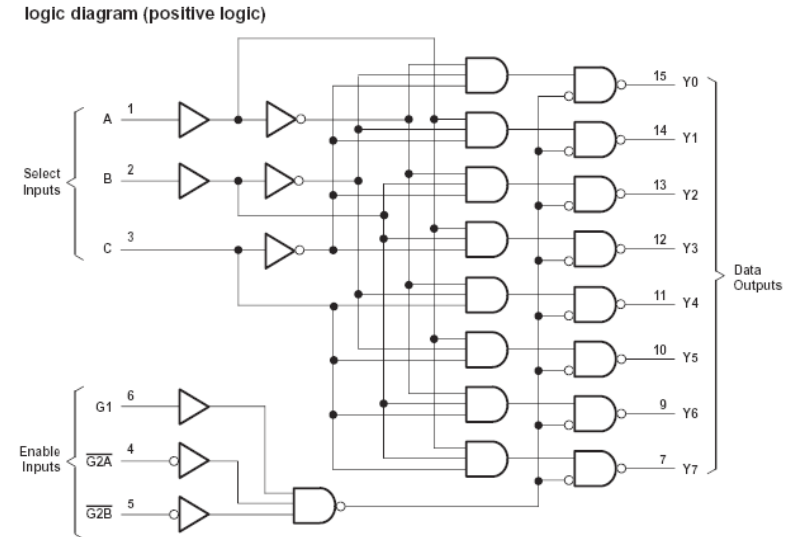 logic diagram (positive logic)
Select
Inputs
A 1
B 2
C 3
Enable
Inputs
G1 6
G2A 4
G2B 5
15 Y0
14 Y1
13 Y2
12 Y3
11 Y4
10 Y5
9 Y6
7 Y7
Data
Outputs